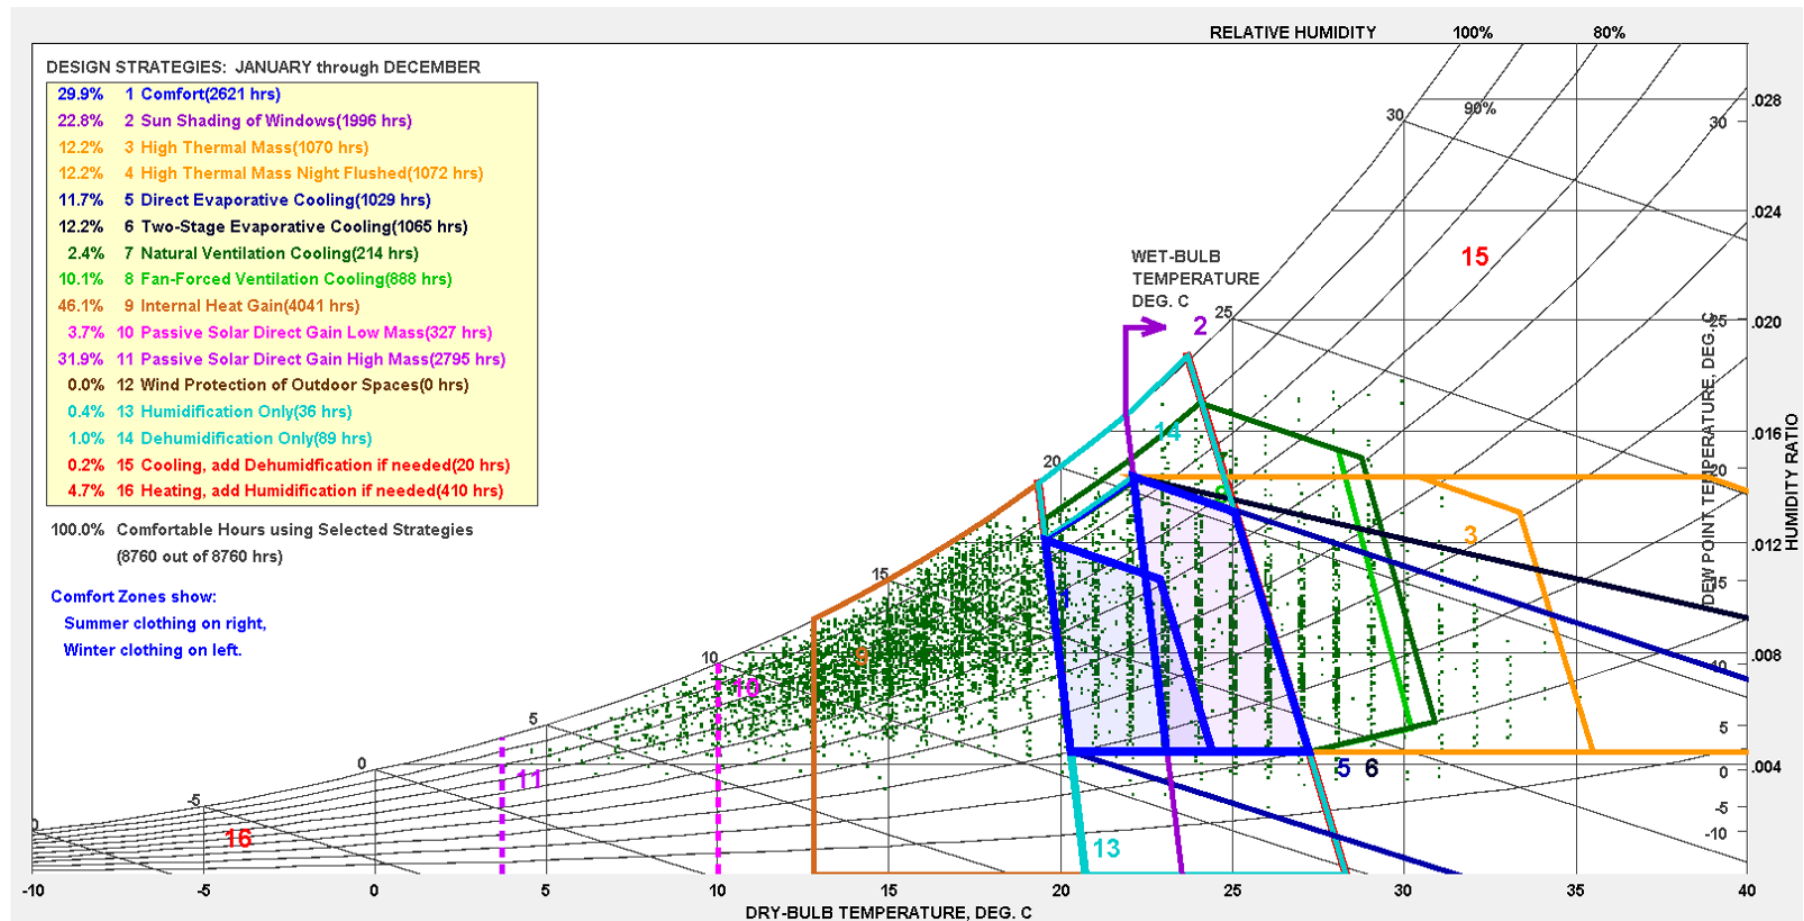 RELATIVE HUMIDITY 100% 80%
DESIGN STRATEGIES: JANUARY through DECEMBER
29.9% 1 Comfort(2621 hrs)
22.8% 2 Sun Shading of Windows(1996 hrs)
12.2% 3 High Thermal Mass(1070 hrs)
12.2% 4 High Thermal Mass Night Flushed(1072 hrs)
11.7% 5 Direct Evaporative Cooling(1029 hrs)
12.2% 6 Two-Stage Evaporative Cooling(1065 hrs)
2.4% 7 Natural Ventilation Cooling(214 hrs)
10.1% 8 Fan-Forced Ventilation Cooling(888 hrs)
46.1% 9 Internal Heat Gain(4041 hrs)
3.7% 10 Passive Solar Direct Gain Low Mass(327 hrs)
31.9% 11 Passive Solar Direct Gain High Mass(2795 hrs)
0.0% 12 Wind Protection of Outdoor Spaces(0 hrs)
0.4% 13 Humidification Only(36 hrs)
1.0% 14 Dehumidification Only(89 hrs)
0.2% 15 Cooling, add Dehumidfication if needed(20 hrs)
4.7% 16 Heating, add Humidification if needed(410 hrs)
100.0% Comfortable Hours using Selected Strategies
(8760 out of 8760 hrs)
Comfort Zones show:
Summer clothing on right,
Winter clothing on left.
WET-BULB
TEMPERATURE
DEG. C
90%
30
25
20
15
10
5
0
-5
2
15
14
3
1
9
10
11
5 6
13
16
30
25
20
15
10
5
0
-5
-10
DEW POINT TEMPERATURE, DEG. C
.028
.024
.020
.016
.012
.008
.004
HUMIDITY RATIO
-10 -5 0 5 10 15 20 25 30 35 40
DRY-BULB TEMPERATURE, DEG. C